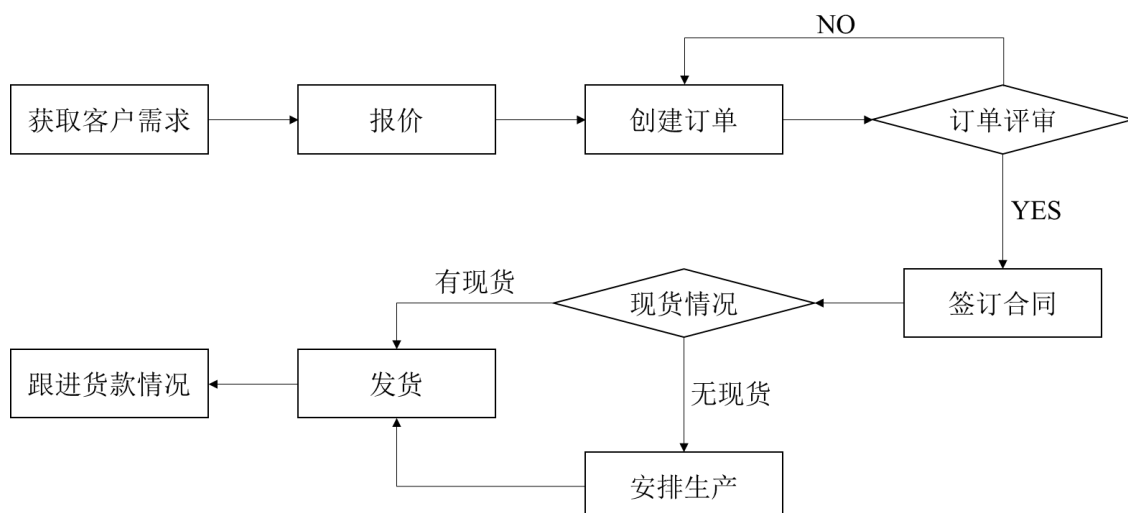 NO
获取客户需求
报价
创建订单
订单评审
YES
有现货
现货情况
签订合同
跟进货款情况
发货
无现货
安排生产